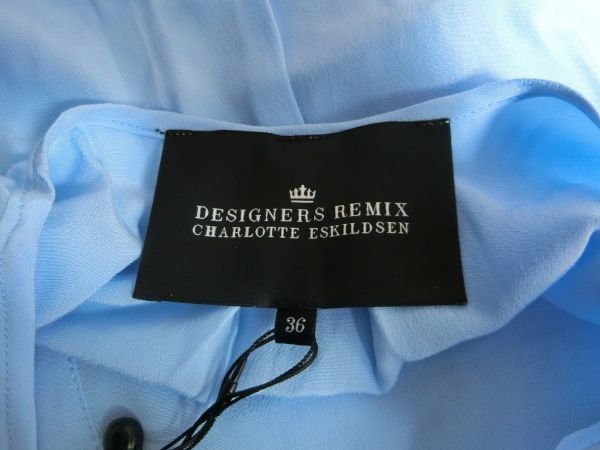 DESIGNERS REMIX
CHARLOTTE ESKILDSEN
36